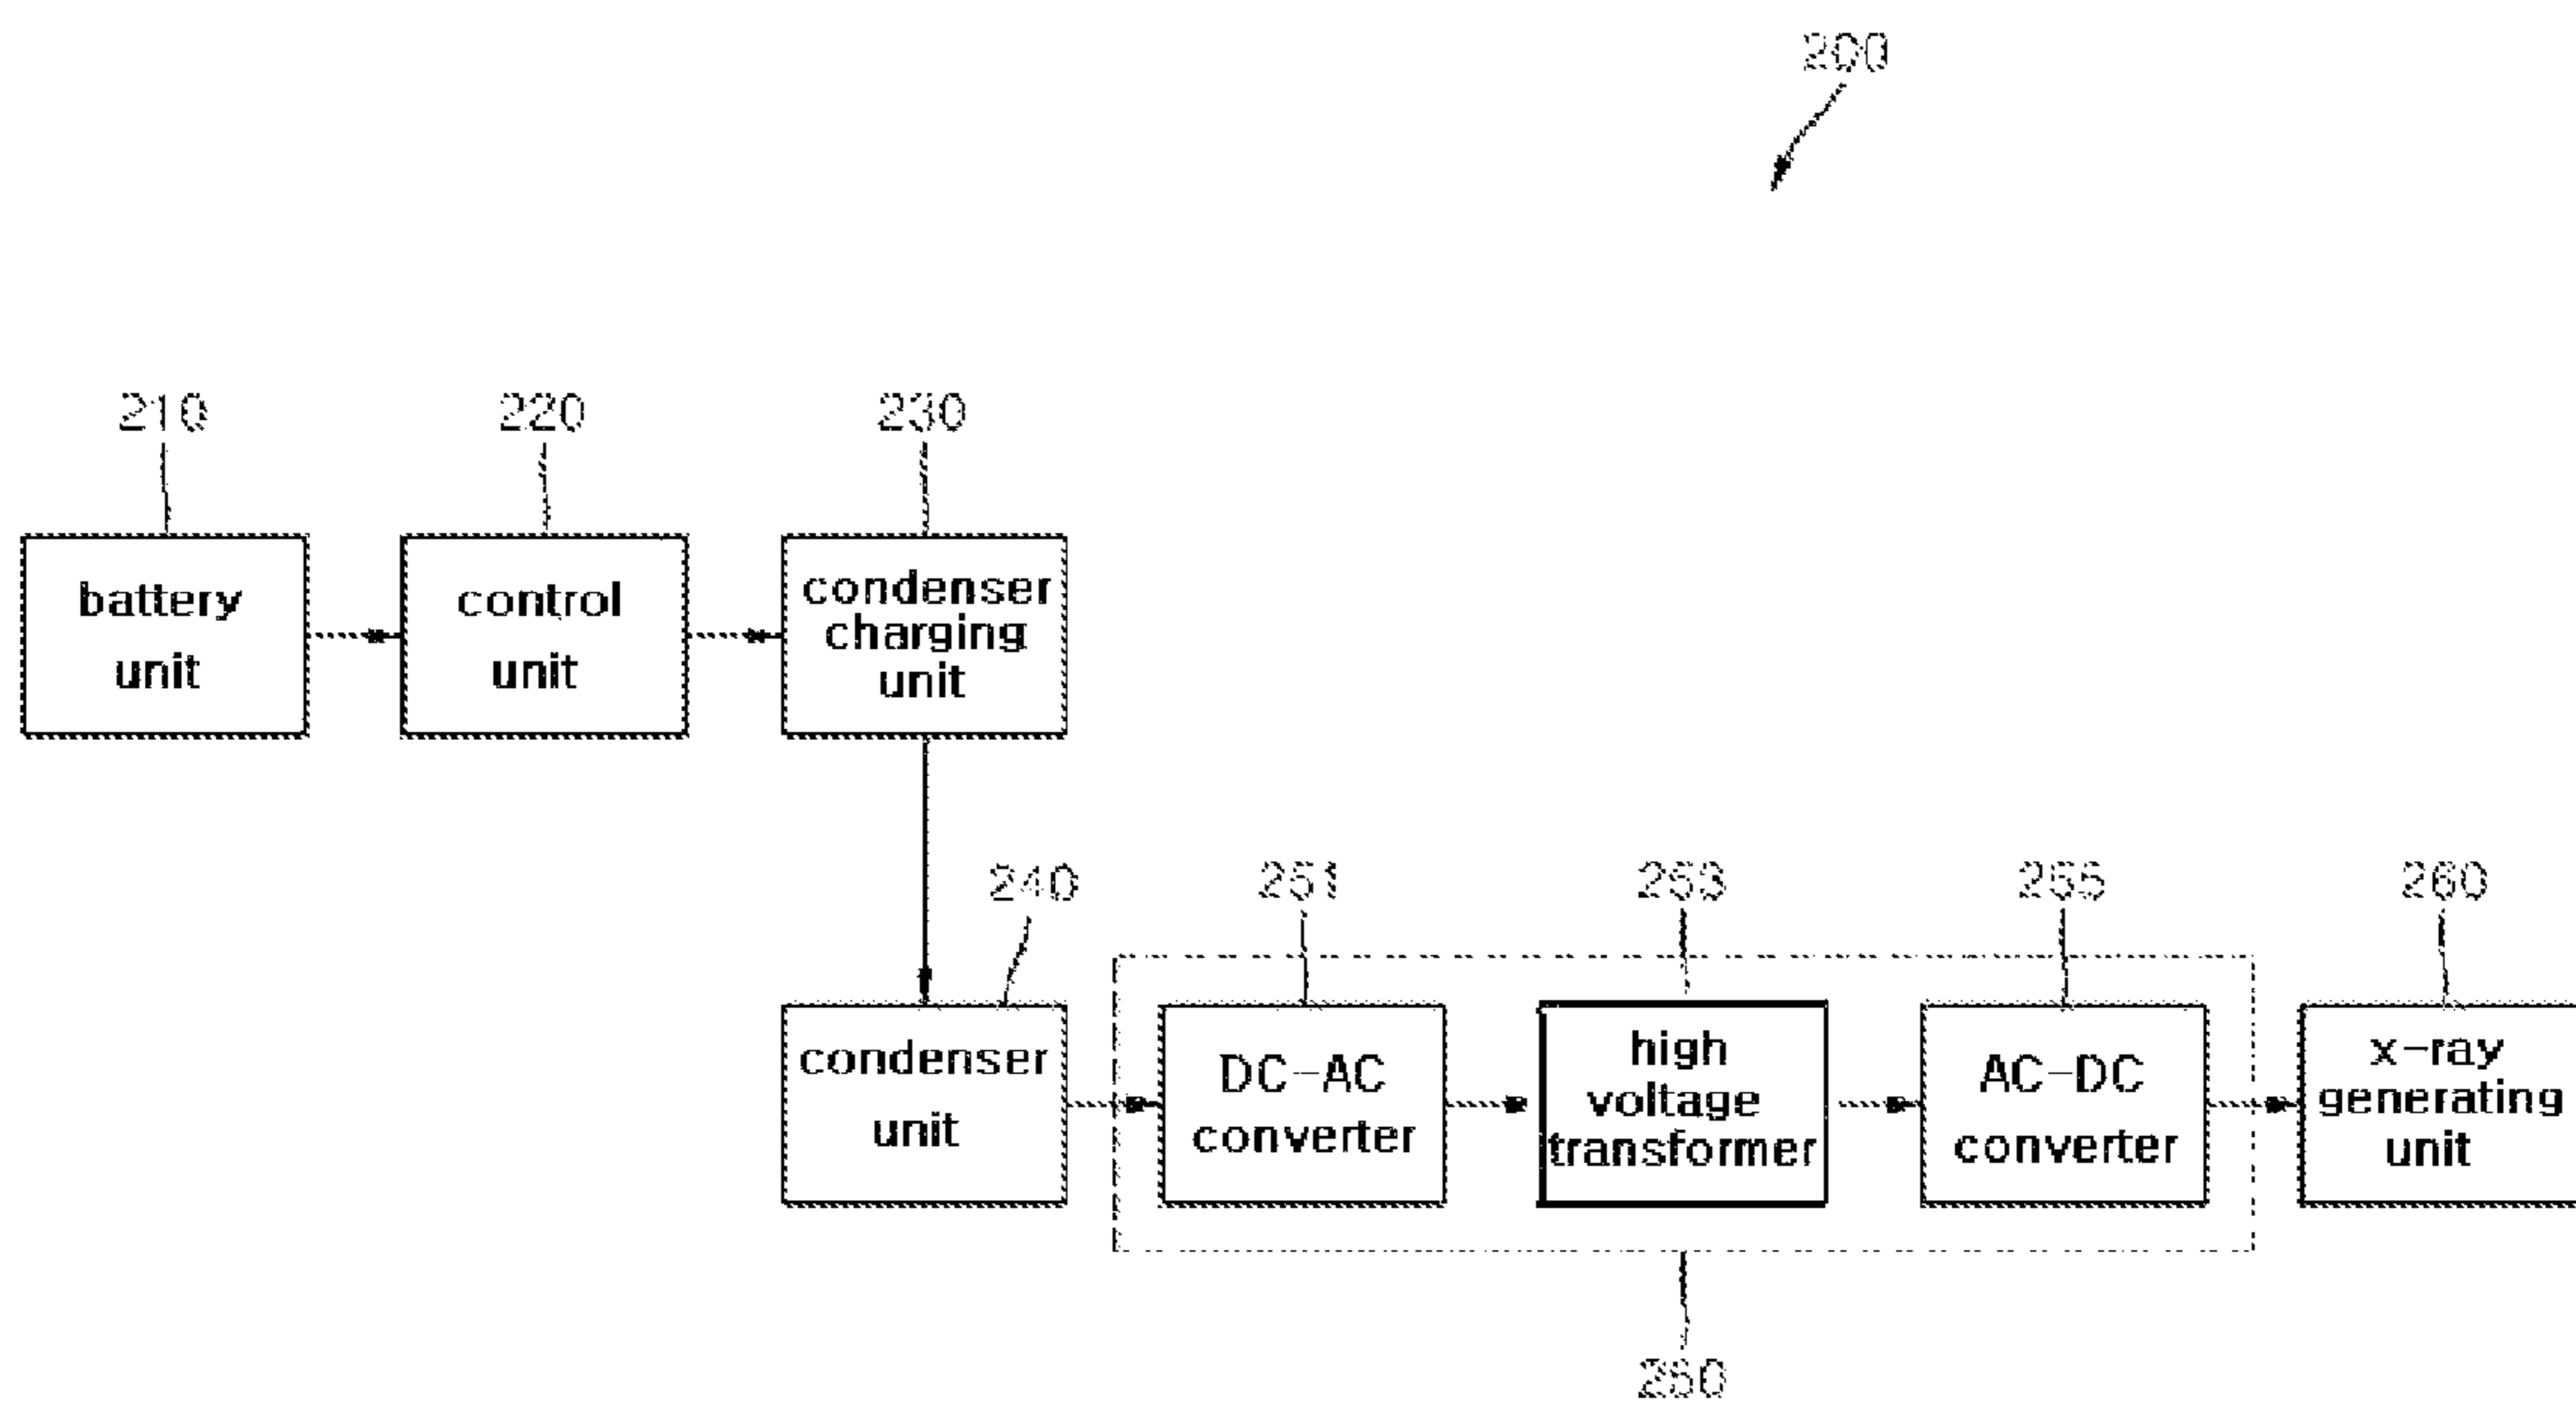 200
210
220
230
battery
unit
control
unit
condenser
charging
unit
240
251
253
255
260
condenser
unit
DC-AC
converter
high
voltage
transformer
AC-DC
converter
x-ray
generating
unit
250